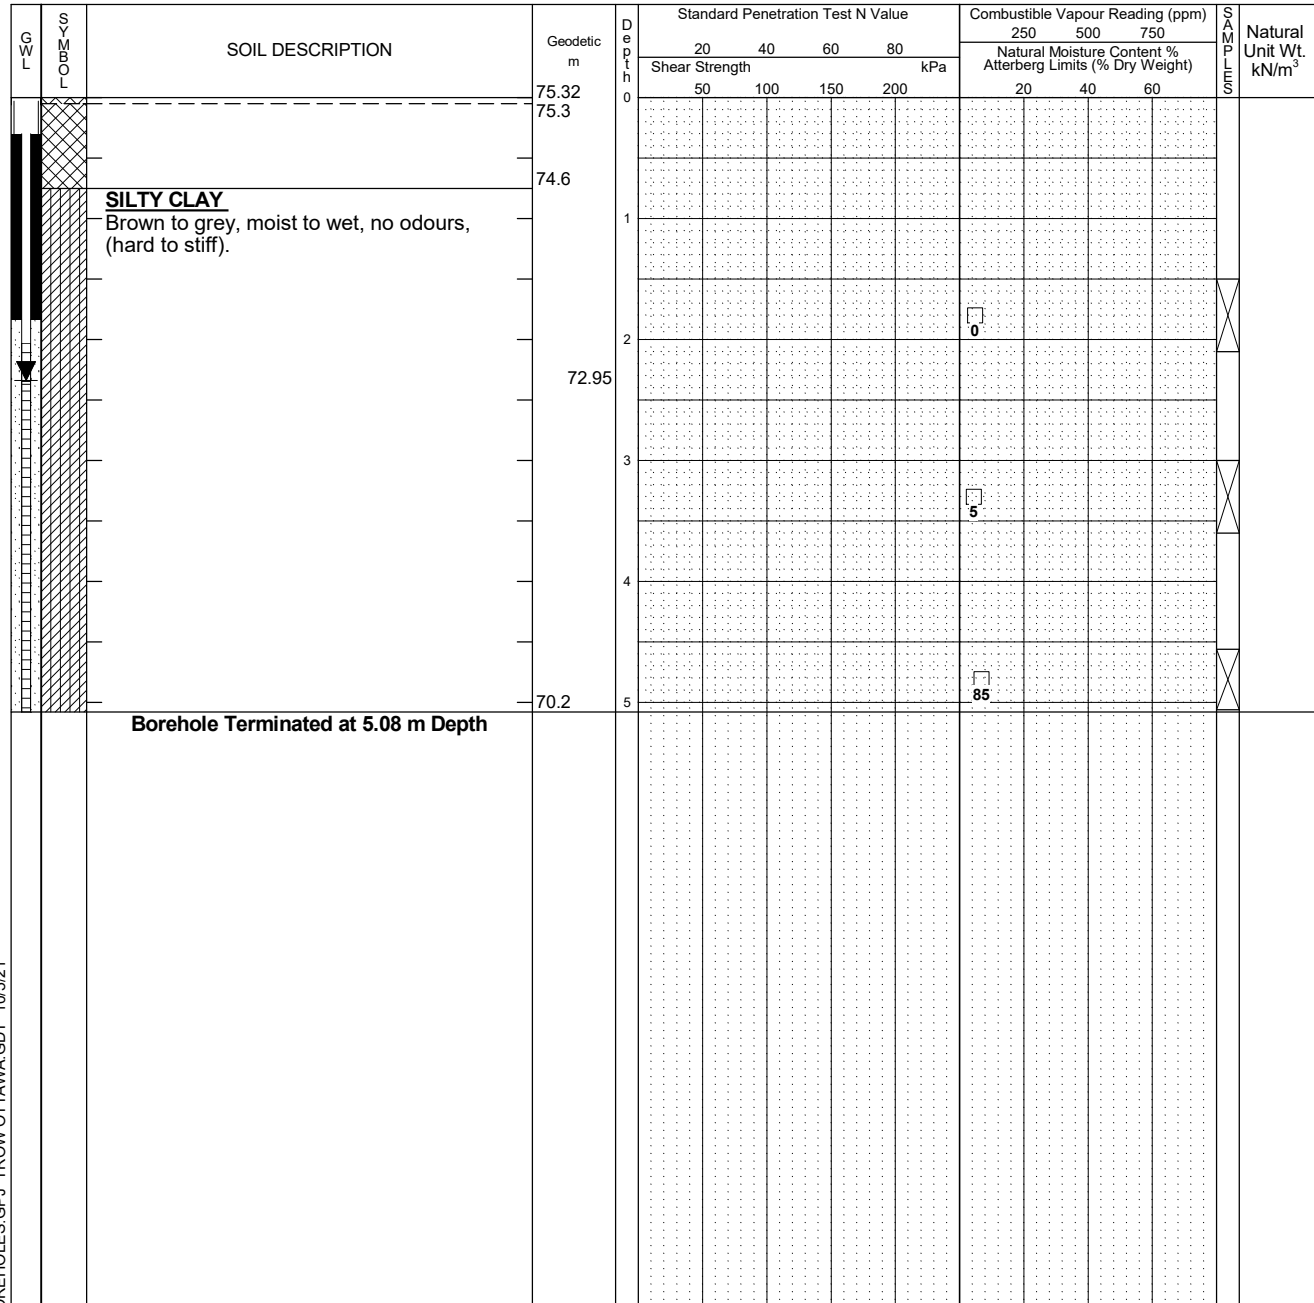 GWL
SYMBOL
SOIL DESCRIPTION
Geodetic
m
Depth
Standard Penetration Test N Value
20 40 60 80
Shear Strength kPa
50 100 150 200
Combustible Vapour Reading (ppm)
250 500 750
Natural Moisture Content %
Atterberg Limits (% Dry Weight)
20 40 60
SAMPLES
Natural
Unit Wt.
kN/m³
75.32
0
75.3
74.6
SILTY CLAY
Brown to grey, moist to wet, no odours,
(hard to stiff).
1
0
2
72.95
3
5
4
85
70.2
5
Borehole Terminated at 5.08 m Depth